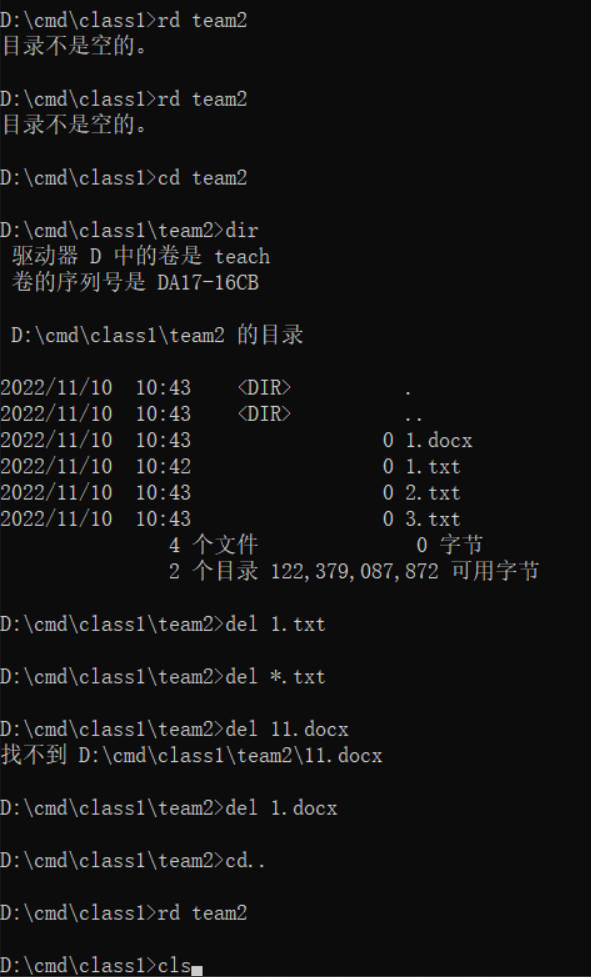 D:\cmd\class1>rd team2
目录不是空的。
D:\cmd\class1>rd team2
目录不是空的。
D:\cmd\class1>cd team2
D:\cmd\class1\team2>dir
驱动器 D 中的卷是 teach
卷的序列号是 DA17-16CB
D:\cmd\class1\team2 的目录
2022/11/10  10:43    <DIR>          .
2022/11/10  10:43    <DIR>          ..
2022/11/10  10:43                 0 1.docx
2022/11/10  10:42                 0 1.txt
2022/11/10  10:43                 0 2.txt
2022/11/10  10:43                 0 3.txt
4 个文件              0 字节
2 个目录 122,379,087,872 可用字节
D:\cmd\class1\team2>del 1.txt
D:\cmd\class1\team2>del *.txt
D:\cmd\class1\team2>del 11.docx
找不到 D:\cmd\class1\team2\11.docx
D:\cmd\class1\team2>del 1.docx
D:\cmd\class1\team2>cd..
D:\cmd\class1>rd team2
D:\cmd\class1>cls